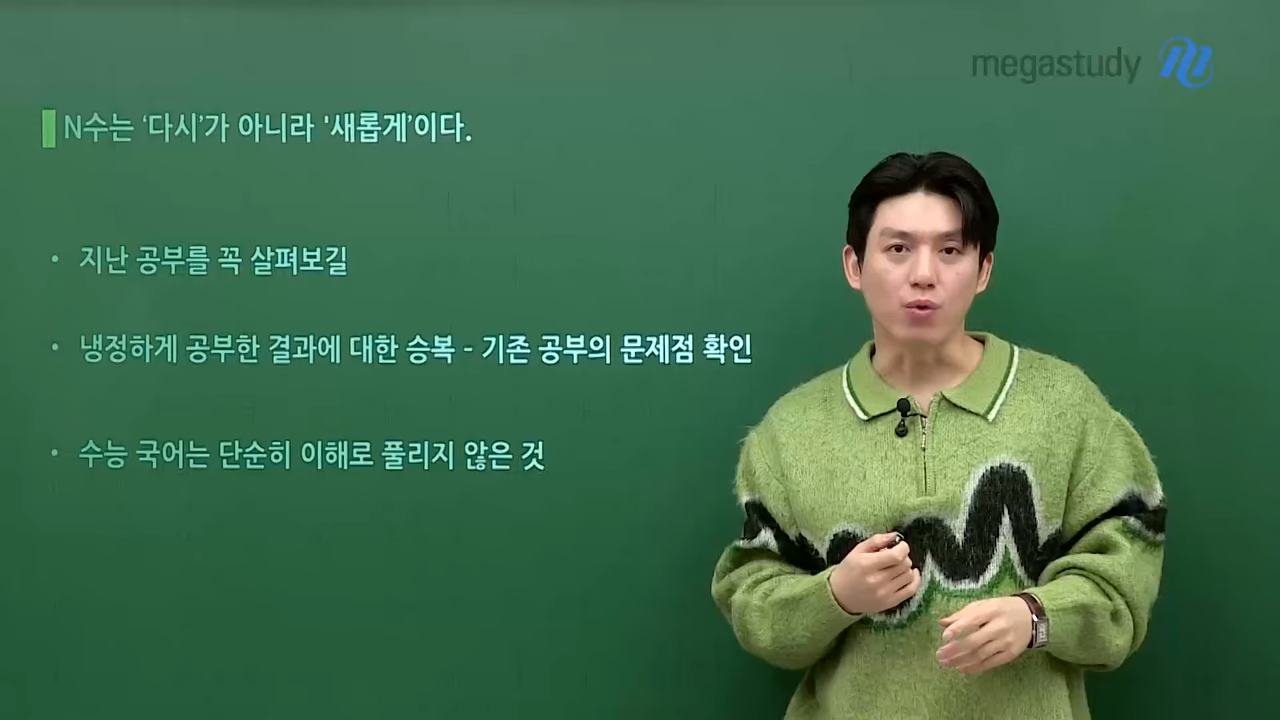 megastudy
N수는 ‘다시’가 아니라 '새롭게’이다.
• 지난 공부를 꼭 살펴보길
• 냉정하게 공부한 결과에 대한 승복 - 기존 공부의 문제점 확인
• 수능 국어는 단순히 이해로 풀리지 않은 것